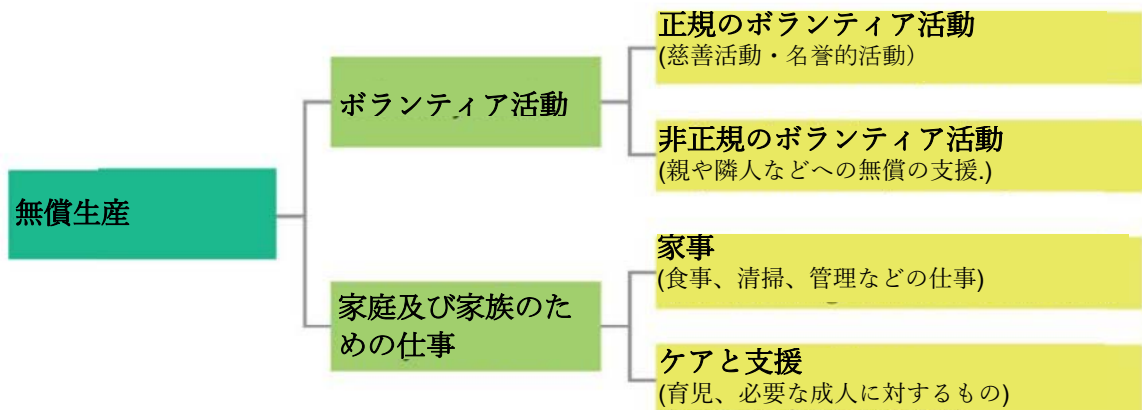 無償生産
ボランティア活動
正規のボランティア活動
(慈善活動・名誉的活動）
非正規のボランティア活動
(親や隣人などへの無償の支援.)
家庭及び家族のた
めの仕事
家事
(食事、清掃、管理などの仕事)
ケアと支援
(育児、必要な成人に対するもの)